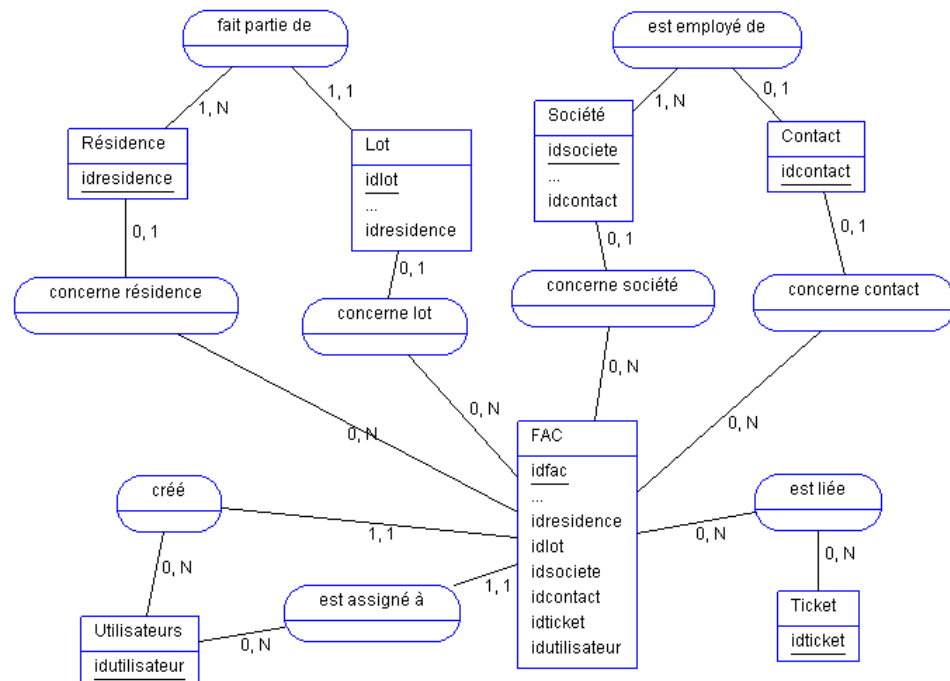 fait partie de
est employé de
1, N
1, 1
1, N
0, 1
Résidence
idresidence
Lot
idlot
...
idresidence
Société
idsociete
...
idcontact
Contact
idcontact
0, 1
0, 1
0, 1
0, 1
concerne résidence
concerne lot
concerne société
concerne contact
0, N
0, N
0, N
0, N
FAC
idfac
...
idresidence
idlot
idsociete
idcontact
idticket
idutilisateur
créé
1, 1
0, N
est assigné à
1, 1
0, N
Utilisateurs
idutilisateur
est liée
0, N
0, N
Ticket
idticket